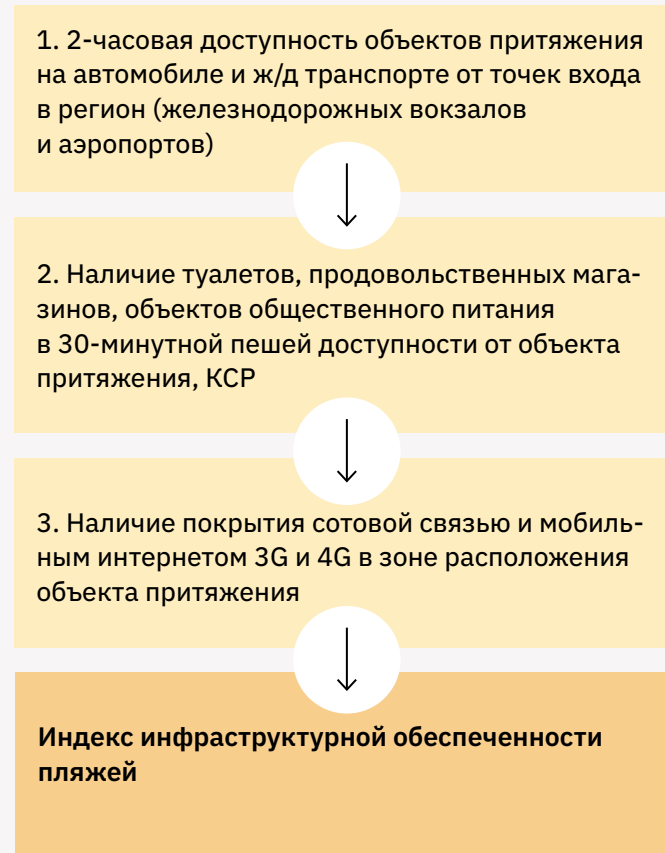 1. 2-часовая доступность объектов притяжения
на автомобиле и ж/д транспорте от точек входа
в регион (железнодорожных вокзалов
и аэропортов)
2. Наличие туалетов, продовольственных мага-
зинов, объектов общественного питания
в 30-минутной пешей доступности от объекта
притяжения, КСР
3. Наличие покрытия сотовой связью и мобиль-
ным интернетом 3G и 4G в зоне расположения
объекта притяжения
Индекс инфраструктурной обеспеченности
пляжей